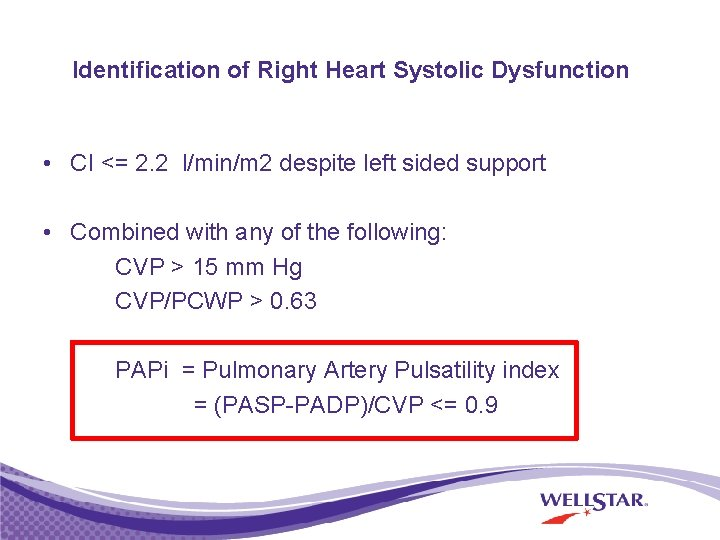 Identification of Right Heart Systolic Dysfunction
• CI <= 2. 2 l/min/m2 despite left sided support
• Combined with any of the following:
CVP > 15 mm Hg
CVP/PCWP > 0. 63
PAPi = Pulmonary Artery Pulsatility index
= (PASP-PADP)/CVP <= 0. 9
WELLSTAR®